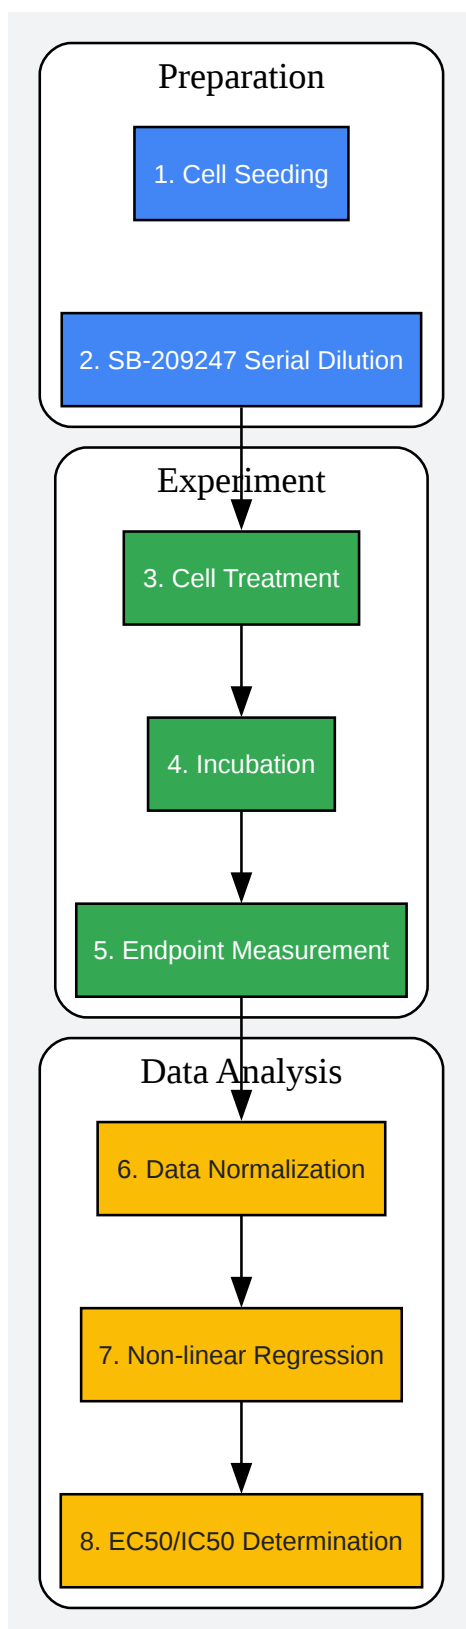 Preparation
1. Cell Seeding
2. SB-209247 Serial Dilution
Experiment
3. Cell Treatment
4. Incubation
5. Endpoint Measurement
Data Analysis
6. Data Normalization
7. Non-linear Regression
8. EC50/IC50 Determination